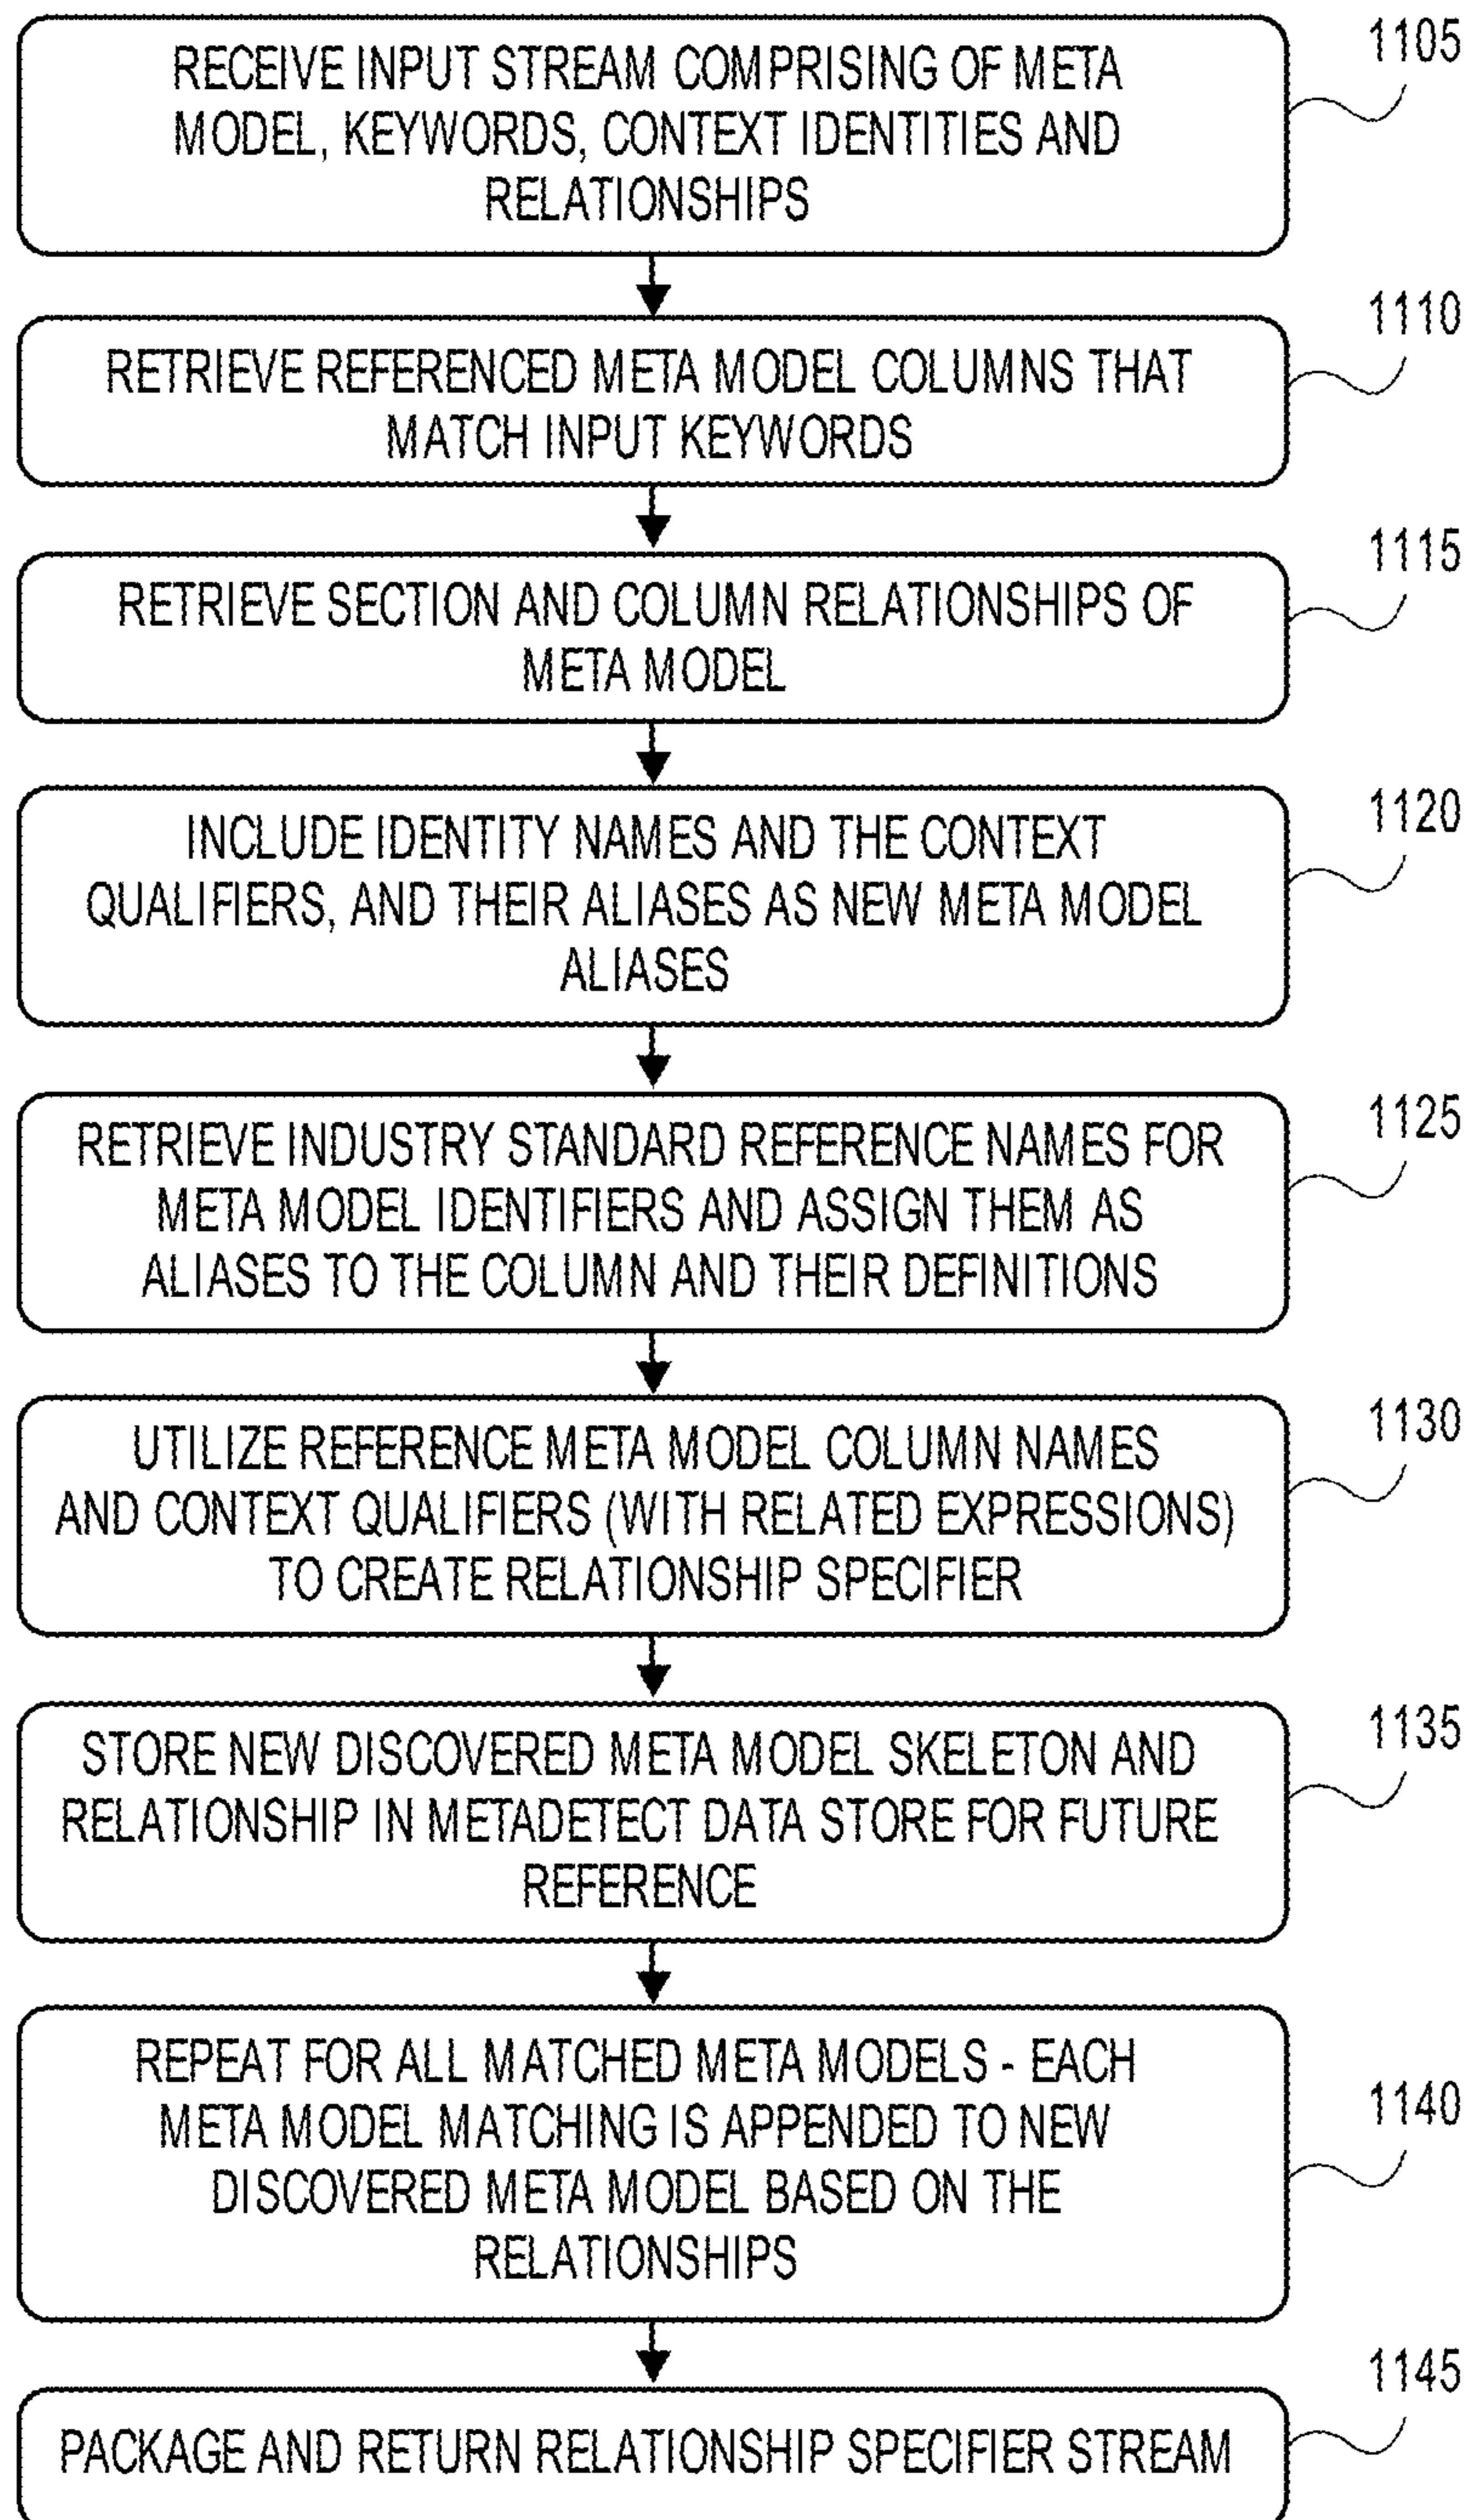 RECEIVE INPUT STREAM COMPRISING OF META
MODEL, KEYWORDS, CONTEXT IDENTITIES AND
RELATIONSHIPS
1105
RETRIEVE REFERENCED META MODEL COLUMNS THAT
MATCH INPUT KEYWORDS
1110
RETRIEVE SECTION AND COLUMN RELATIONSHIPS OF
META MODEL
1115
INCLUDE IDENTITY NAMES AND THE CONTEXT
QUALIFIERS, AND THEIR ALIASES AS NEW META MODEL
ALIASES
1120
RETRIEVE INDUSTRY STANDARD REFERENCE NAMES FOR
META MODEL IDENTIFIERS AND ASSIGN THEM AS
ALIASES TO THE COLUMN AND THEIR DEFINITIONS
1125
UTILIZE REFERENCE META MODEL COLUMN NAMES
AND CONTEXT QUALIFIERS (WITH RELATED EXPRESSIONS)
TO CREATE RELATIONSHIP SPECIFIER
1130
STORE NEW DISCOVERED META MODEL SKELETON AND
RELATIONSHIP IN METADETECT DATA STORE FOR FUTURE
REFERENCE
1135
REPEAT FOR ALL MATCHED META MODELS - EACH
META MODEL MATCHING IS APPENDED TO NEW
DISCOVERED META MODEL BASED ON THE
RELATIONSHIPS
1140
PACKAGE AND RETURN RELATIONSHIP SPECIFIER STREAM
1145